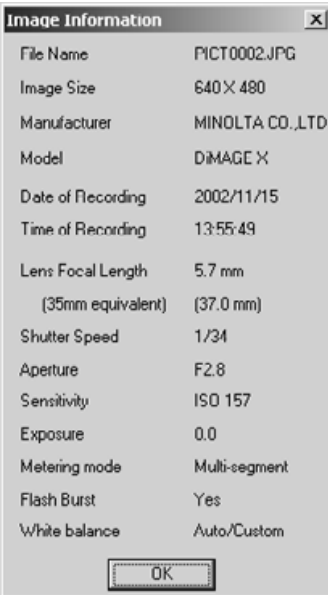 Image Information
File Name PICT0002.JPG
Image Size 640 X 480
Manufacturer MINOLTA CO.,LTD
Model DiMAGE X
Date of Recording 2002/11/15
Time of Recording 13:55:49
Lens Focal Length 5.7 mm
(35mm equivalent) (37.0 mm)
Shutter Speed 1/34
Aperture F2.8
Sensitivity ISO 157
Exposure 0.0
Metering mode Multi-segment
Flash Burst Yes
White balance Auto/Custom
OK